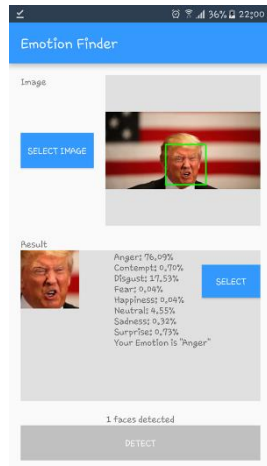 36% 22:00
Emotion Finder
Image
SELECT IMAGE
Result
Anger: 76,09%
Contempt: 0,70%
Disgust: 17,53%
Fear: 0,04%
Happiness: 0,04%
Neutral: 4,55%
Sadness: 0,32%
Surprise: 0,73%
Your Emotion is "Anger"
SELECT
1 faces detected
DETECT